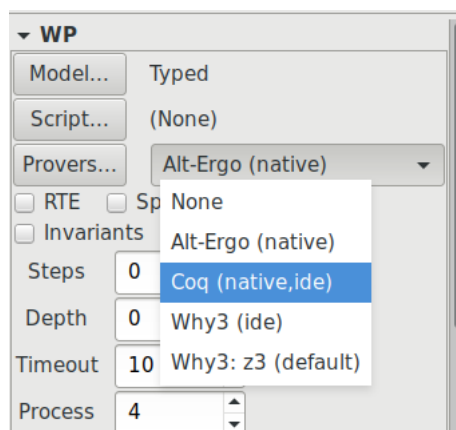 WP
Model... Typed
Script... (None)
Provers... Alt-Ergo (native)
RTE Sp
None
Invariants
Alt-Ergo (native)
Steps 0
Coq (native,ide)
Depth 0
Why3 (ide)
Timeout 10
Why3: z3 (default)
Process 4